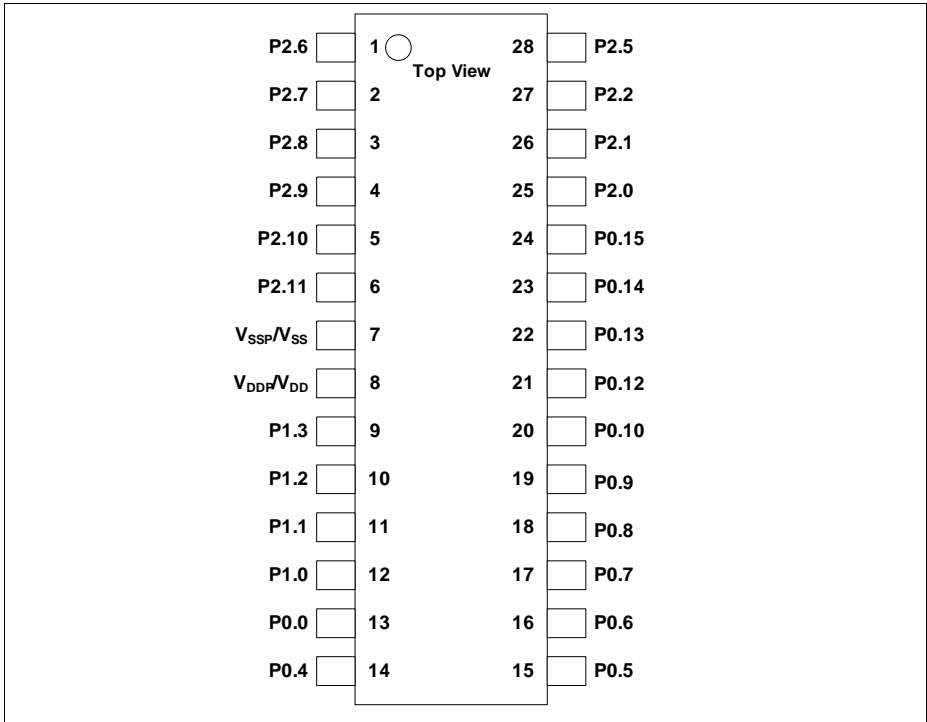 P2.6 1 28 P2.5
Top View
P2.7 2 27 P2.2
P2.8 3 26 P2.1
P2.9 4 25 P2.0
P2.10 5 24 P0.15
P2.11 6 23 P0.14
VSSP/VSS 7 22 P0.13
VDDP/VDD 8 21 P0.12
P1.3 9 20 P0.10
P1.2 10 19 P0.9
P1.1 11 18 P0.8
P1.0 12 17 P0.7
P0.0 13 16 P0.6
P0.4 14 15 P0.5